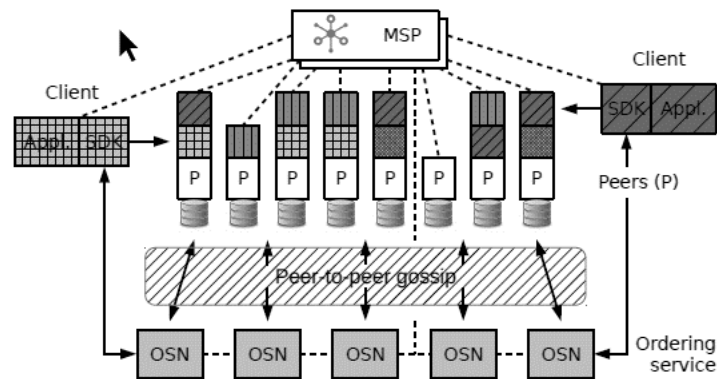 MSP
Client
Client
Appl. SDK
SDK Appl.
P P P P P P P P
Peers (P)
Peer-to-peer gossip
OSN OSN OSN OSN OSN
Ordering
service